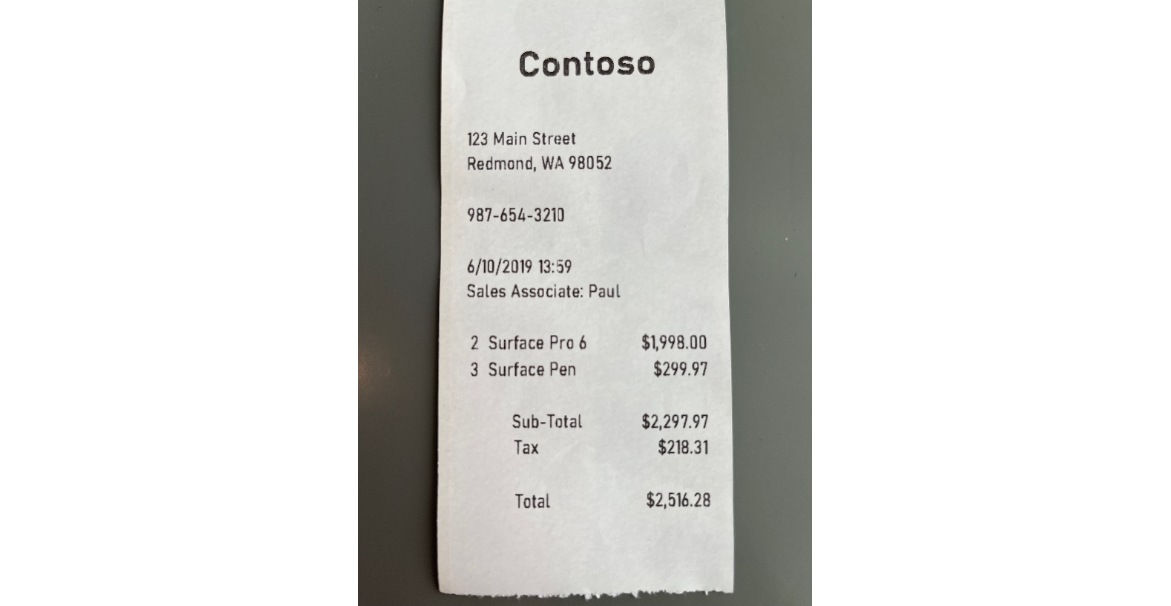 Contoso
123 Main Street
Redmond, WA 98052
987-654-3210
6/10/2019 13:59
Sales Associate: Paul
2 Surface Pro 6 $1,998.00
3 Surface Pen $299.97
Sub-Total $2,297.97
Tax $218.31
Total $2,516.28